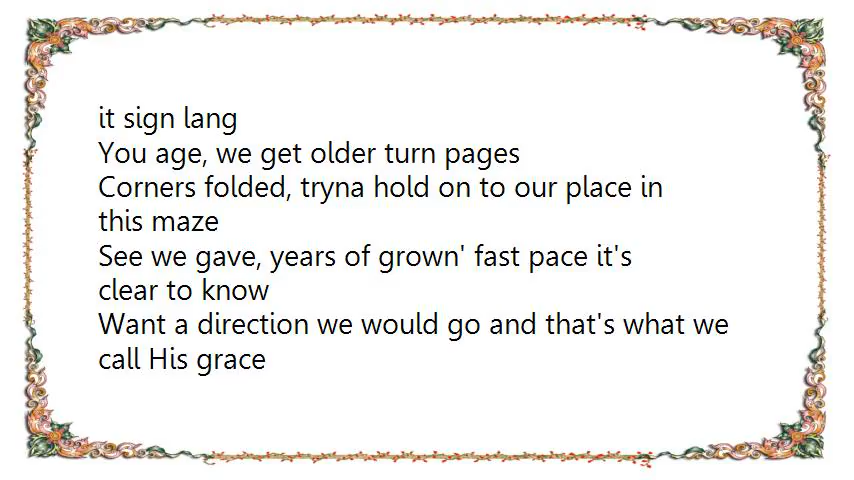 it sign lang
You age, we get older turn pages
Corners folded, tryna hold on to our place in
this maze
See we gave, years of grown' fast pace it's
clear to know
Want a direction we would go and that's what we
call His grace